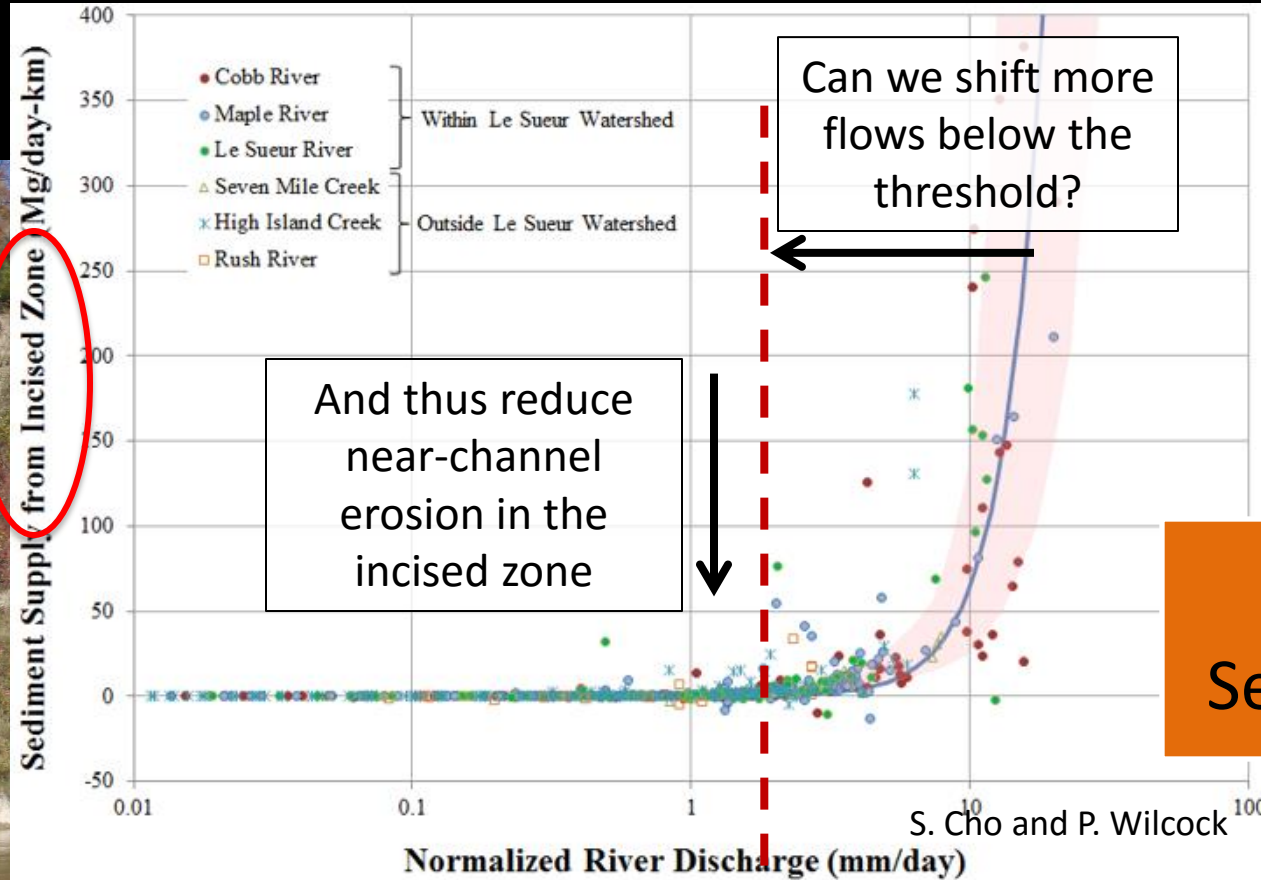 Sediment Supply from Incised Zone (Mg/day-km)
400
350
300
250
200
150
100
50
0
-50
Cobb River
Maple River
Le Sueur River
Within Le Sueur Watershed
Seven Mile Creek
High Island Creek
Rush River
Outside Le Sueur Watershed
Can we shift more
flows below the
threshold?
And thus reduce
near-channel
erosion in the
incised zone
Se
0.01
0.1
1
10
100
S. Cho and P. Wilcock
Normalized River Discharge (mm/day)